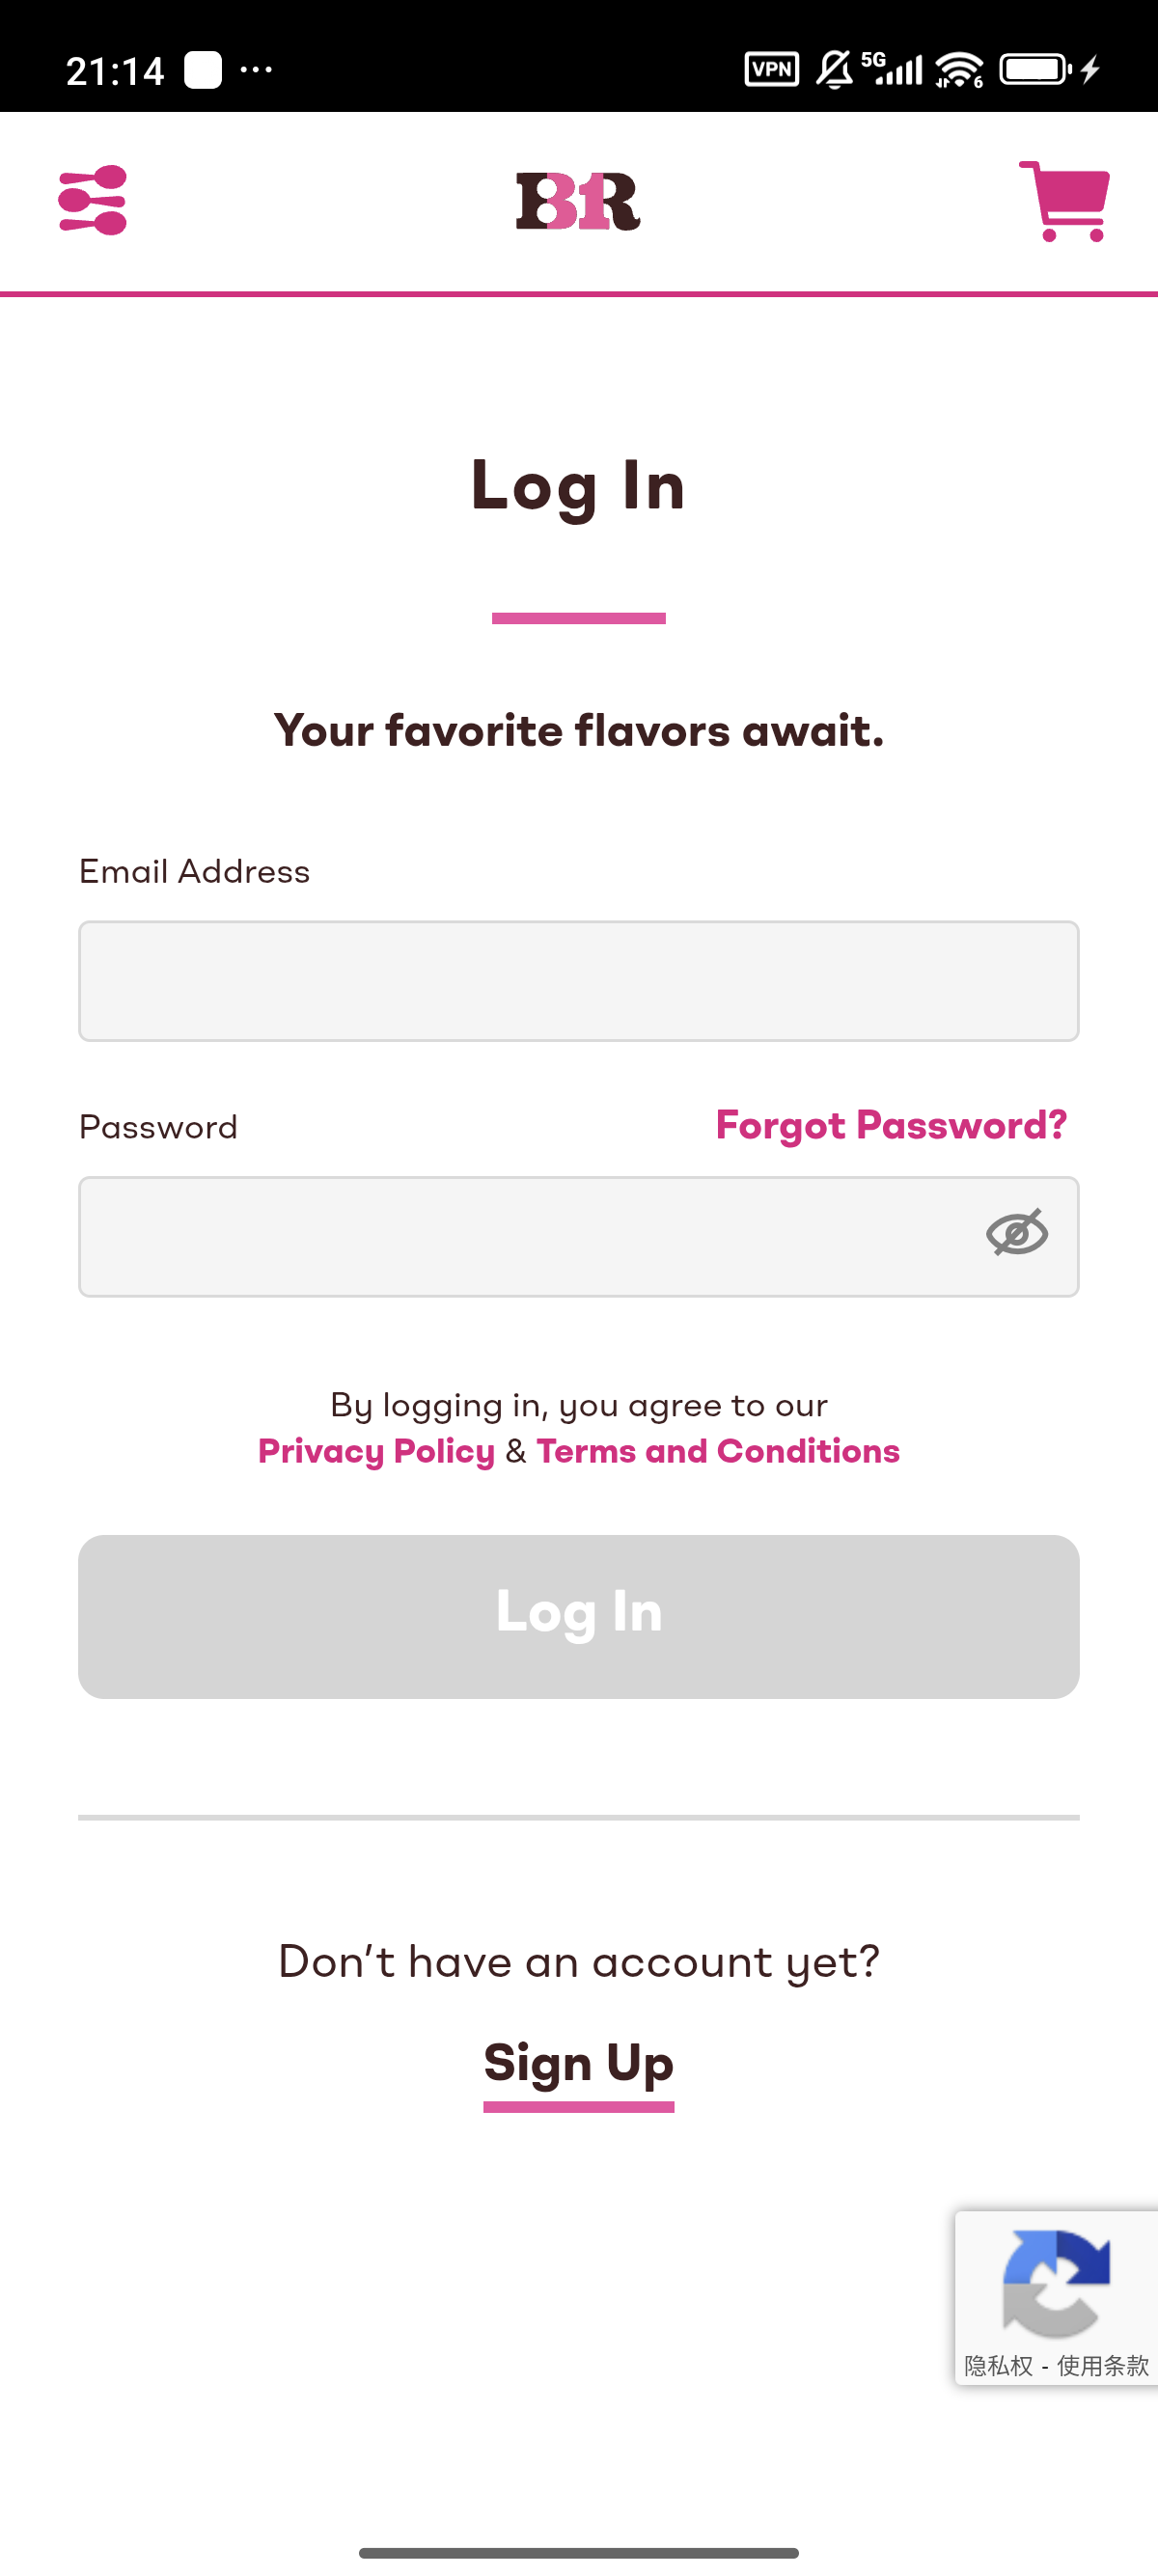 21:14
VPN
5G
6
BR
Log In
Your favorite flavors await.
Email Address
Password
Forgot Password?
By logging in, you agree to our
Privacy Policy & Terms and Conditions
Log In
Don’t have an account yet?
Sign Up
隐私权 - 使用条款